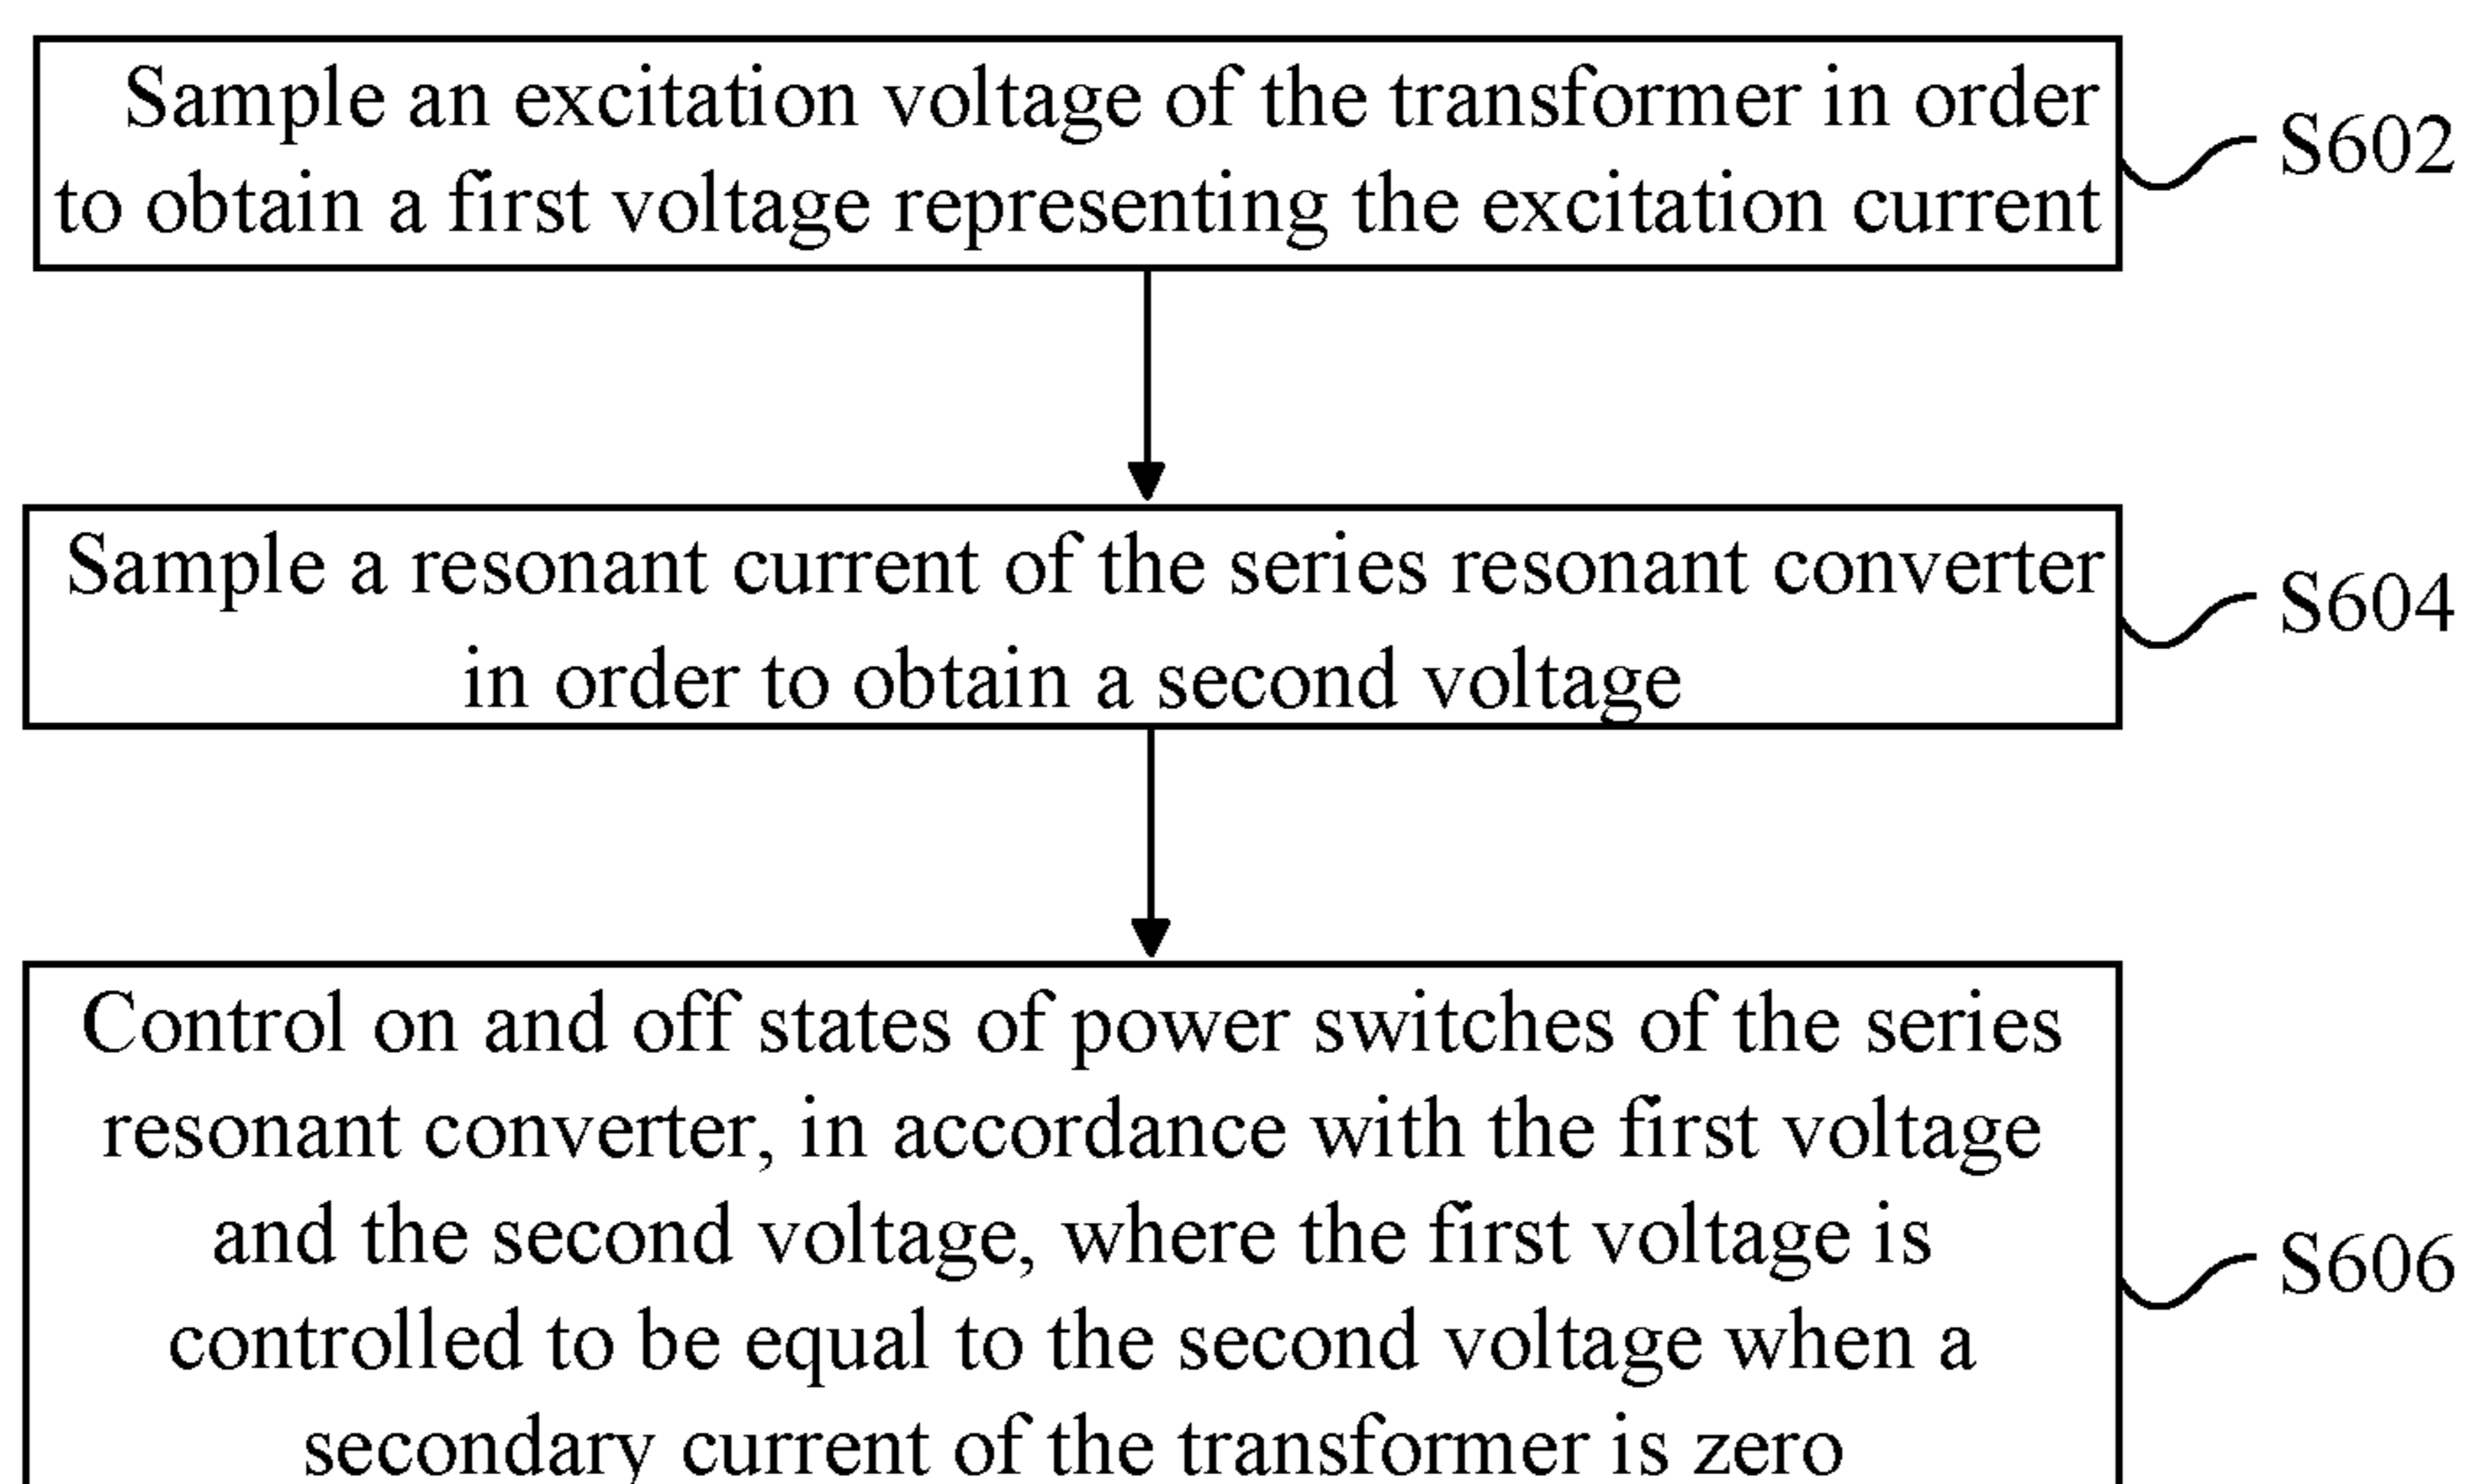 Sample an excitation voltage of the transformer in order
to obtain a first voltage representing the excitation current
S602
Sample a resonant current of the series resonant converter
in order to obtain a second voltage
S604
Control on and off states of power switches of the series
resonant converter, in accordance with the first voltage
and the second voltage, where the first voltage is
controlled to be equal to the second voltage when a
secondary current of the transformer is zero
S606